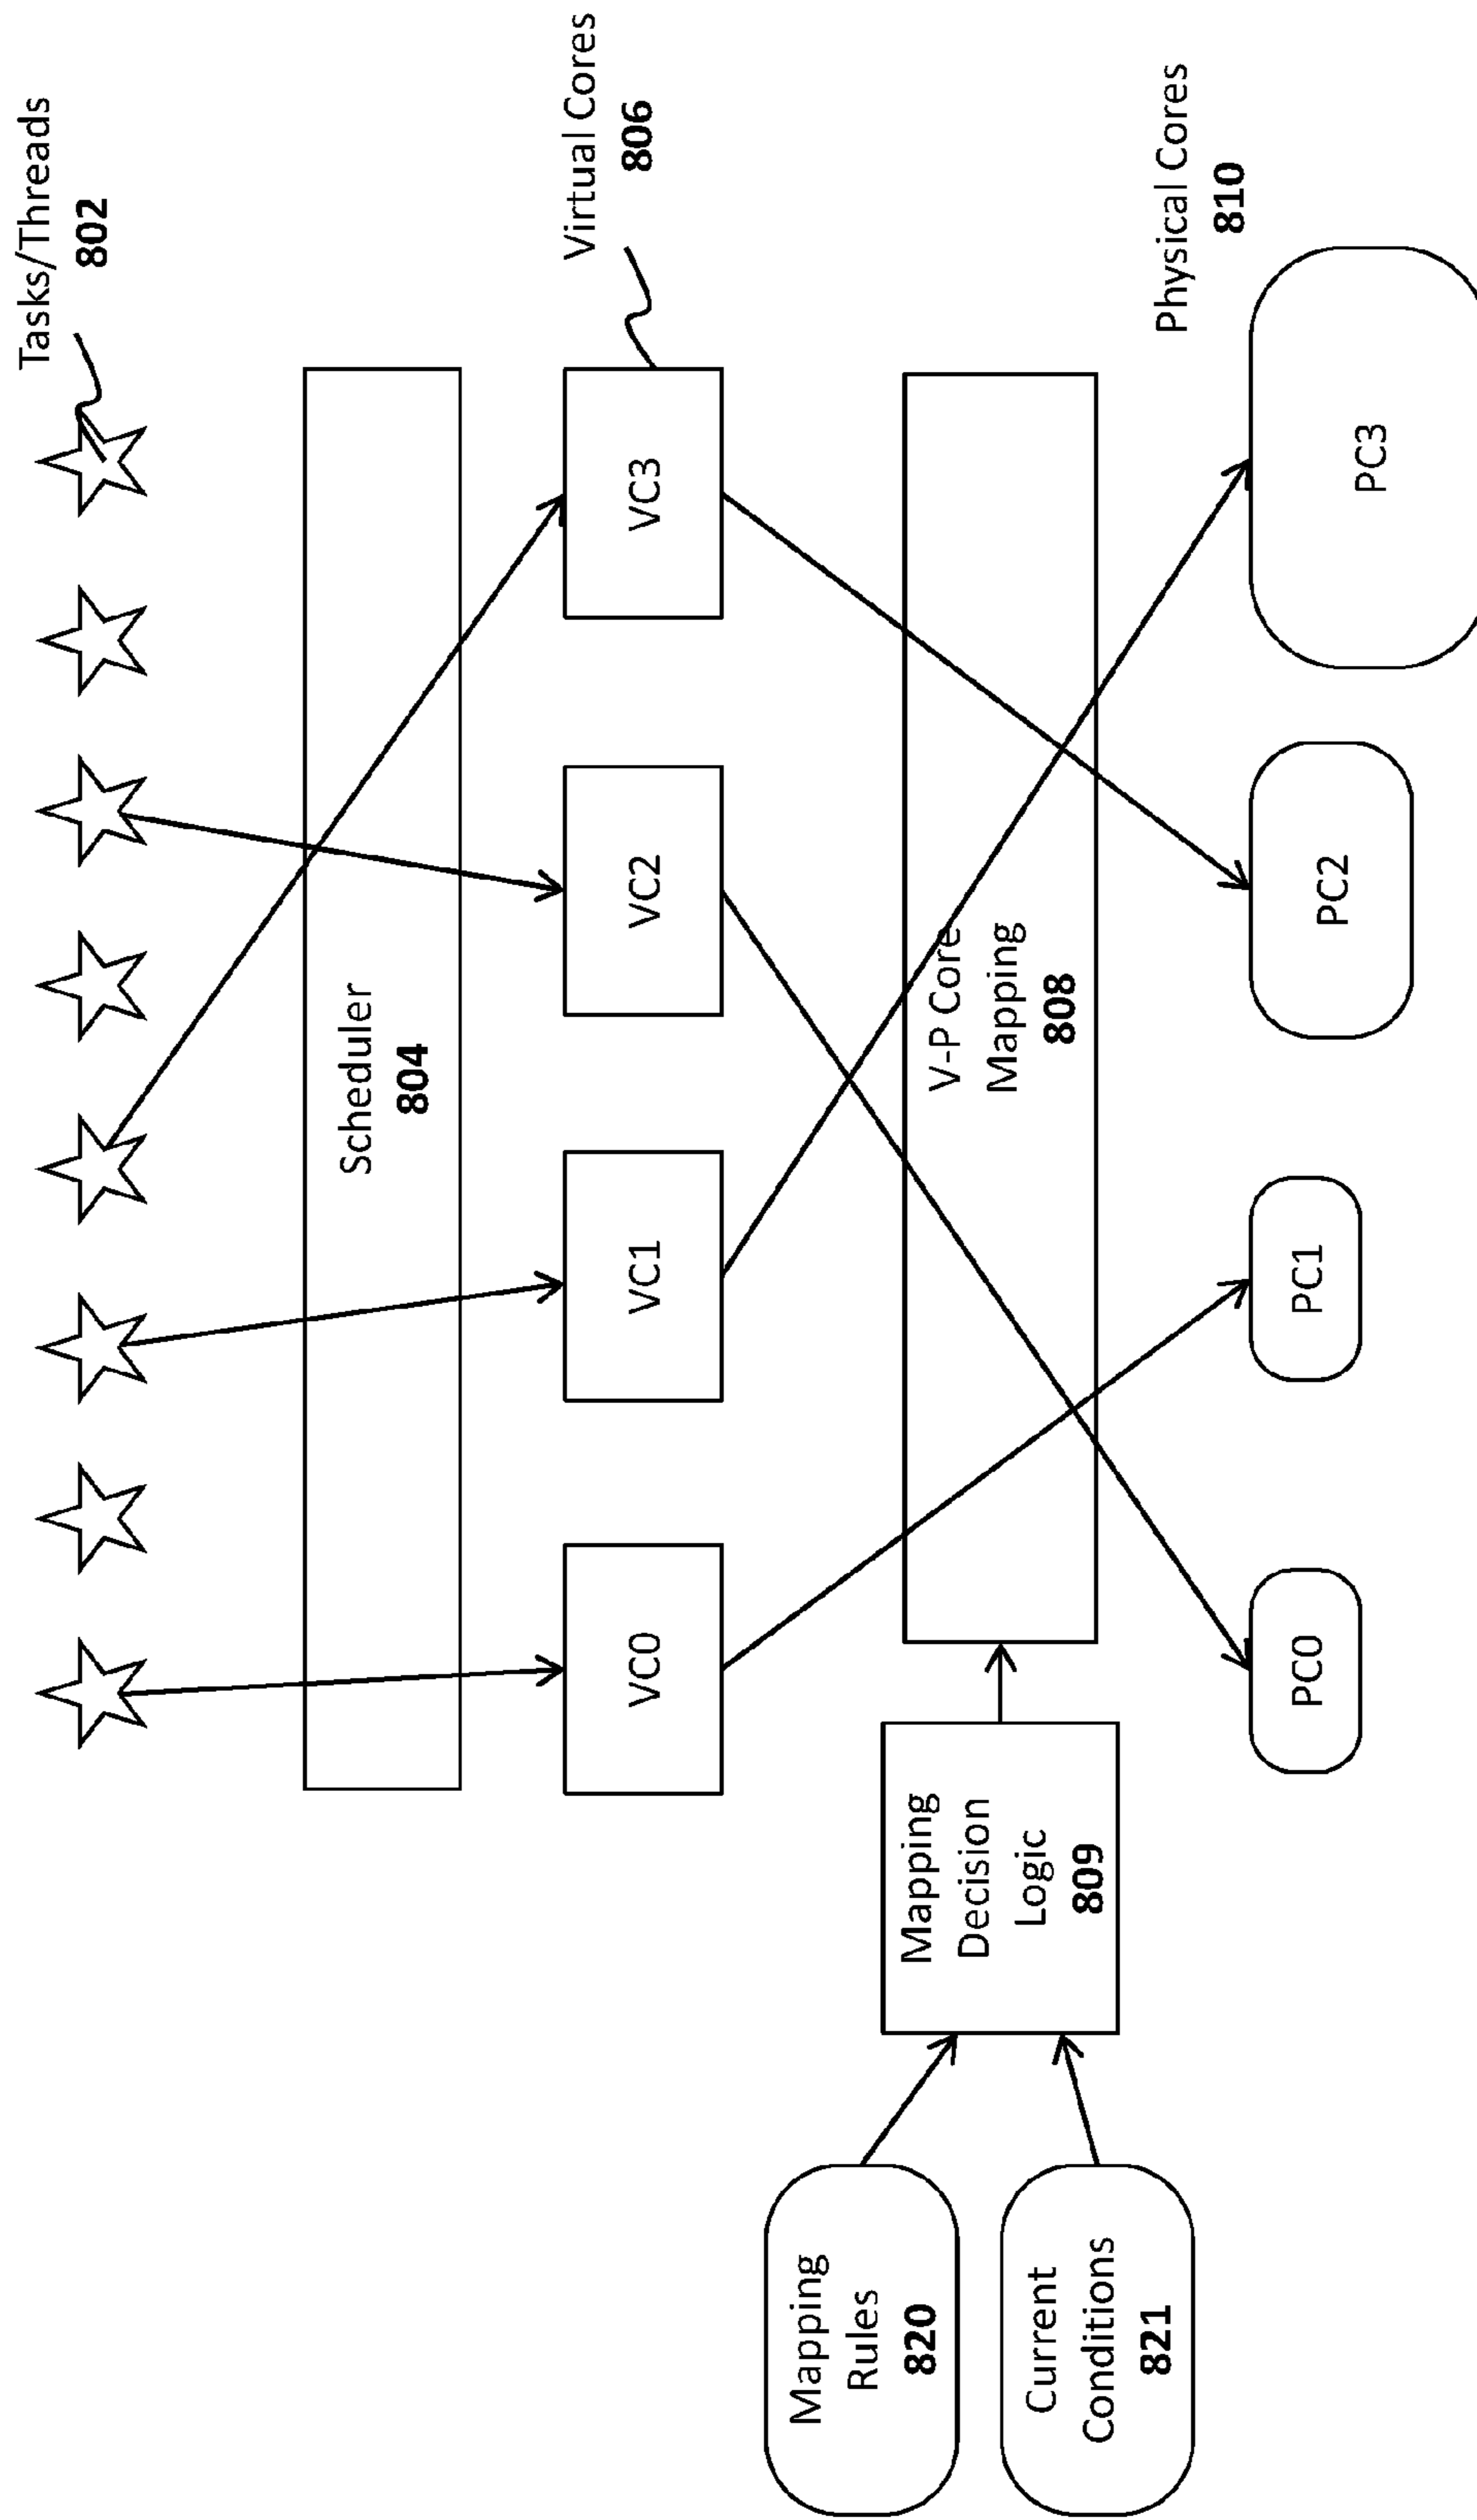 Tasks/Threads
802
Scheduler
804
Virtual Cores
806
VC0
VC1
VC2
VC3
Mapping
Rules
820
Current
Conditions
821
Mapping
Decision
Logic
809
V-P Core
Mapping
808
Physical Cores
810
PC0
PC1
PC2
PC3